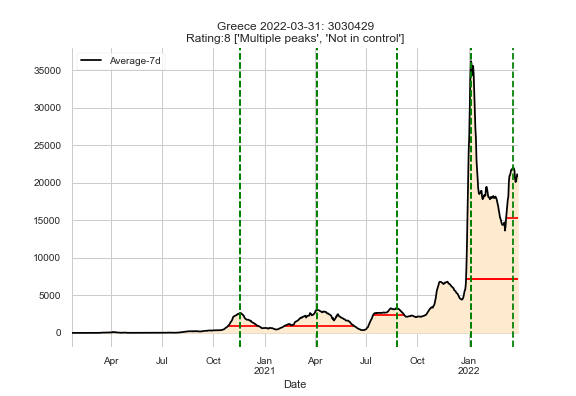 Greece 2022-03-31: 3030429
Rating:8 ['Multiple peaks', 'Not in control']
Average-7d
35000
30000
25000
20000
15000
10000
5000
0
Apr Jul Oct Jan Apr Jul Oct Jan
2021 2022
Date